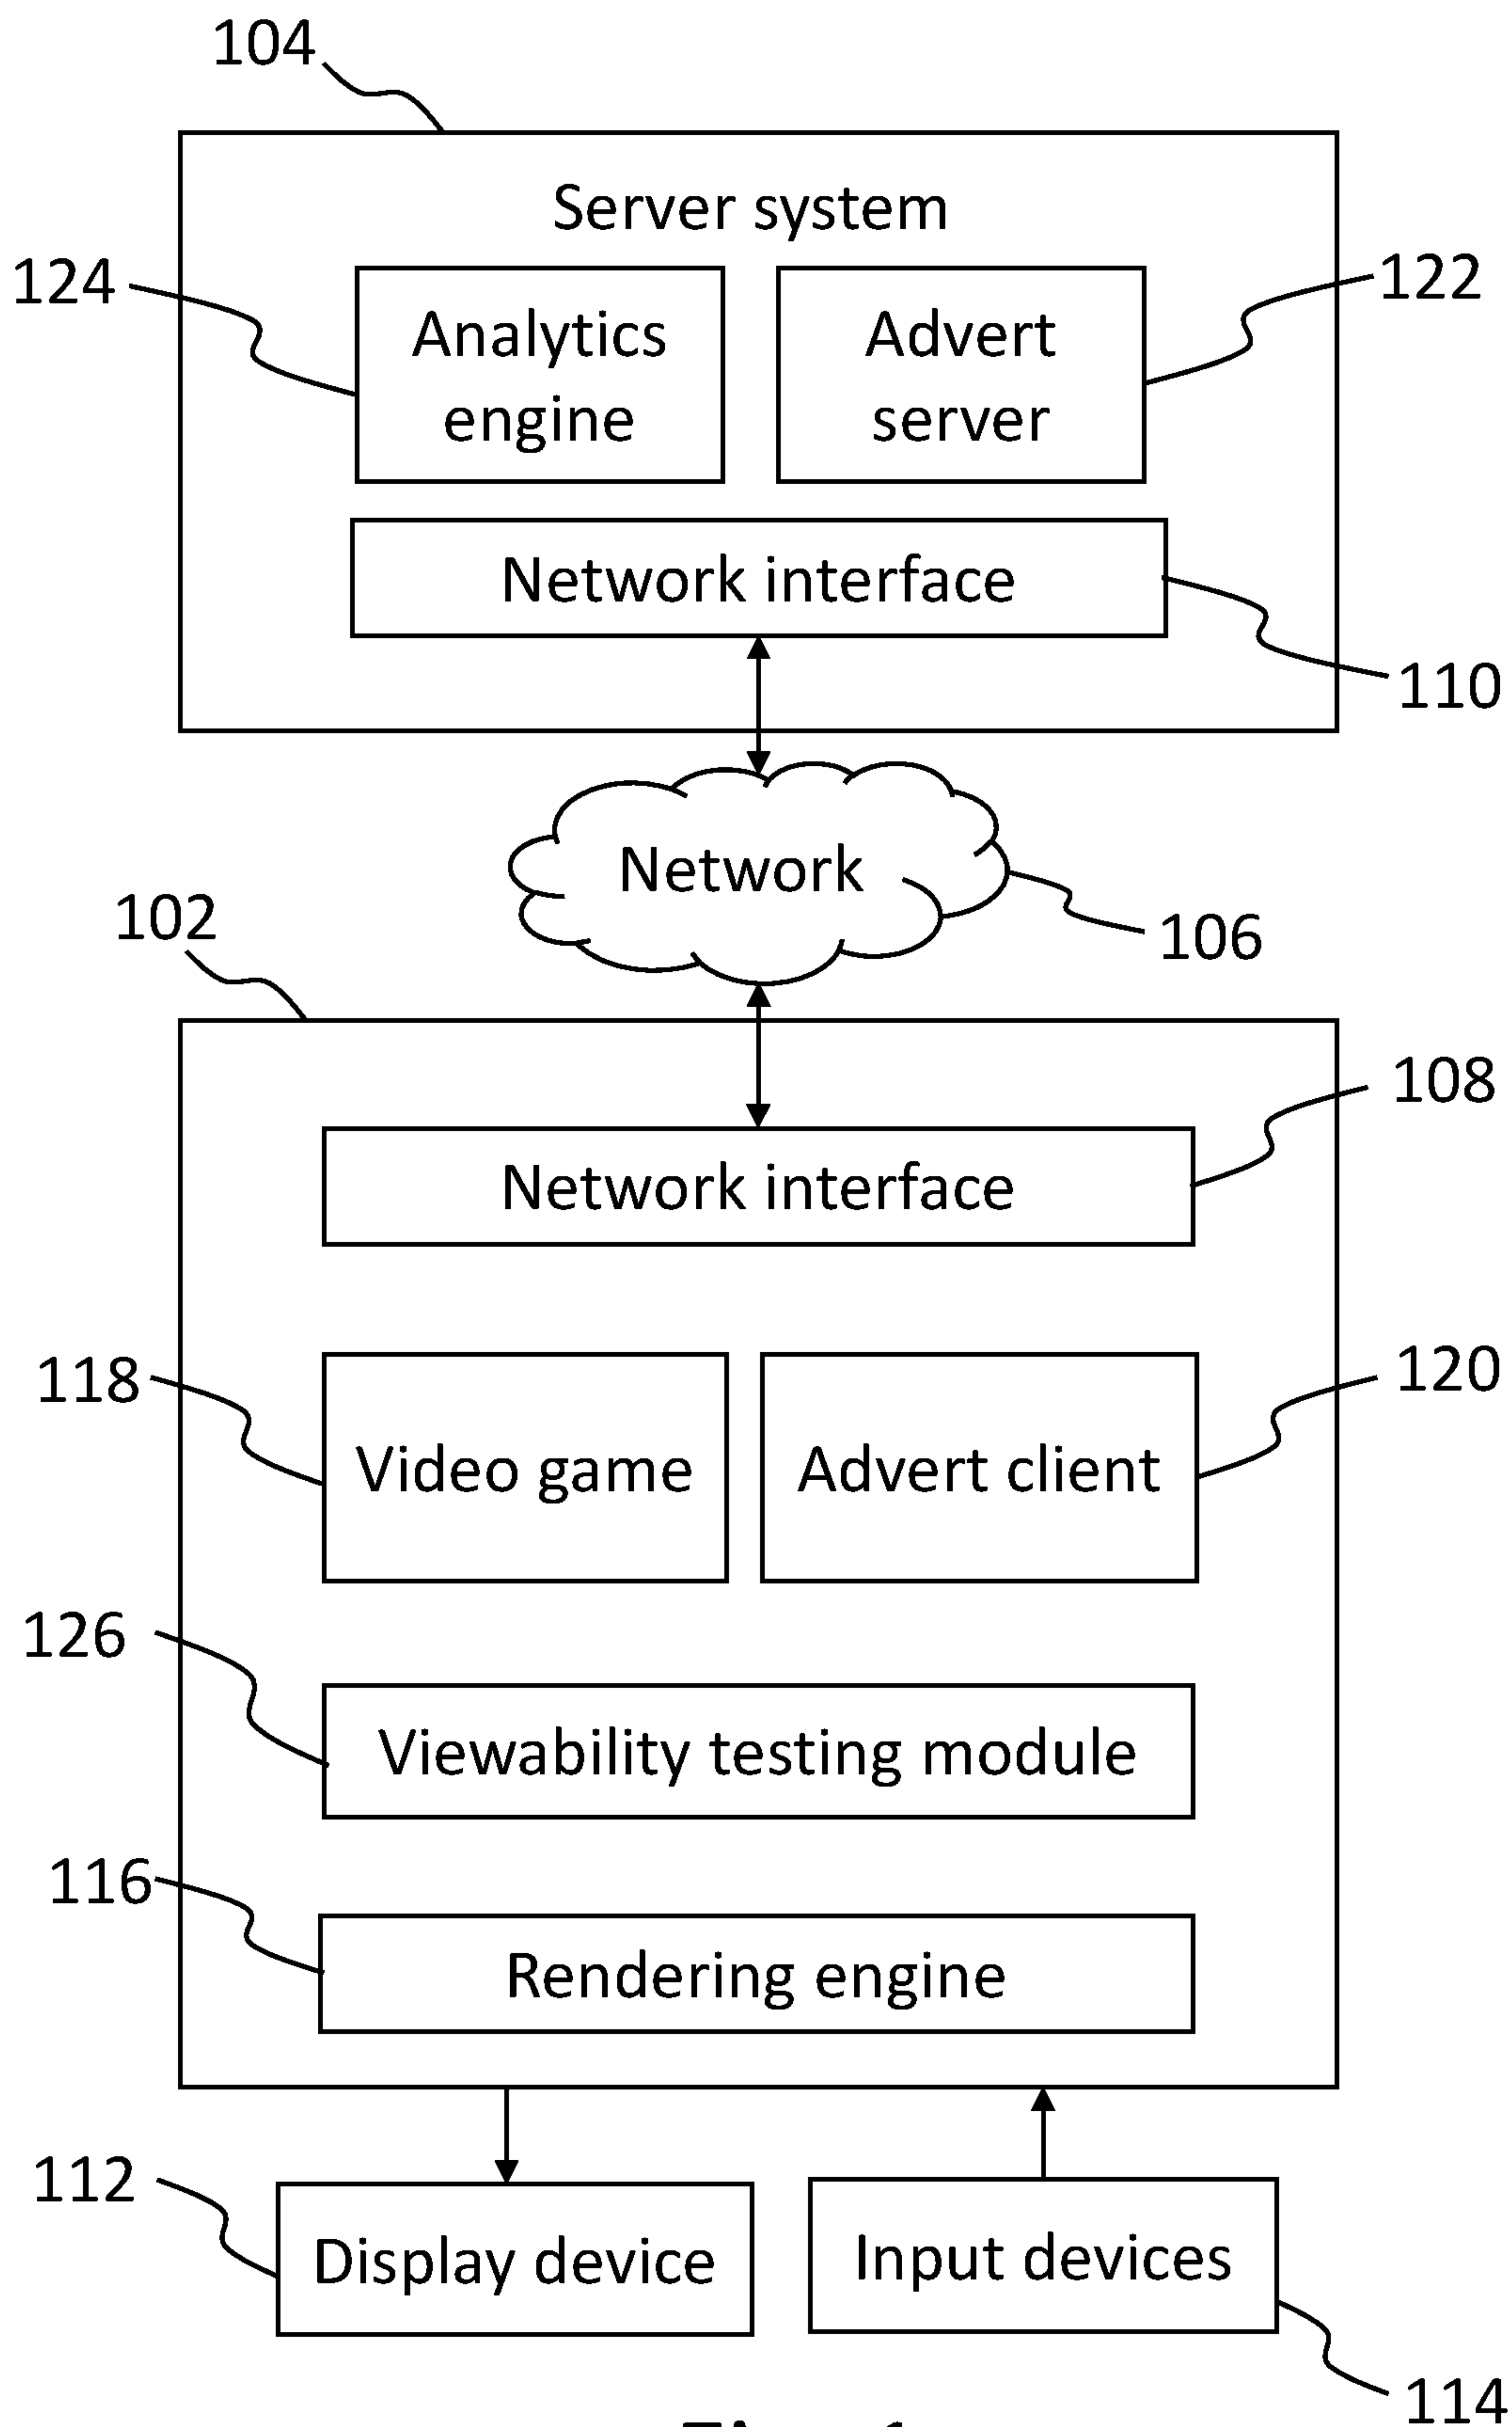 104
Server system
124
122
Analytics
engine
Advert
server
Network interface
110
Network
106
102
108
Network interface
118
120
Video game
Advert client
126
Viewability testing module
116
Rendering engine
112
Display device
Input devices
114